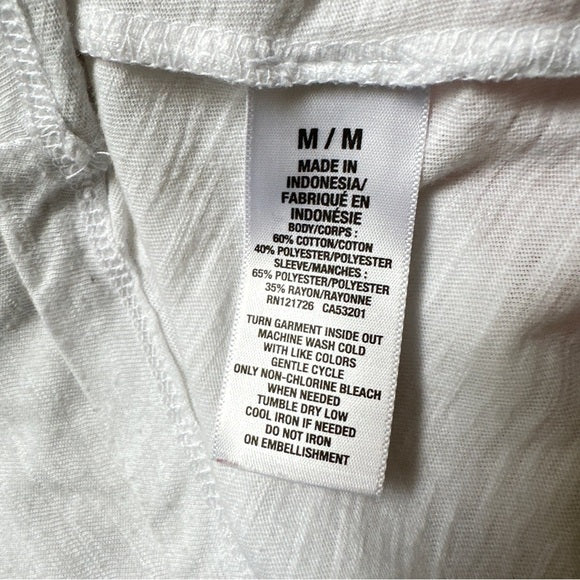 M / M
MADE IN
INDONESIA/
FABRIQUÉ EN
INDONÉSIE
BODY/CORPS :
60% COTTON/COTON
40% POLYESTER/POLYESTER
SLEEVE/MANCHES :
65% POLYESTER/POLYESTER
35% RAYON/RAYONNE
RN121726 CA53201
TURN GARMENT INSIDE OUT
MACHINE WASH COLD
WITH LIKE COLORS
GENTLE CYCLE
ONLY NON-CHLORINE BLEACH
WHEN NEEDED
TUMBLE DRY LOW
COOL IRON IF NEEDED
DO NOT IRON
ON EMBELLISHMENT